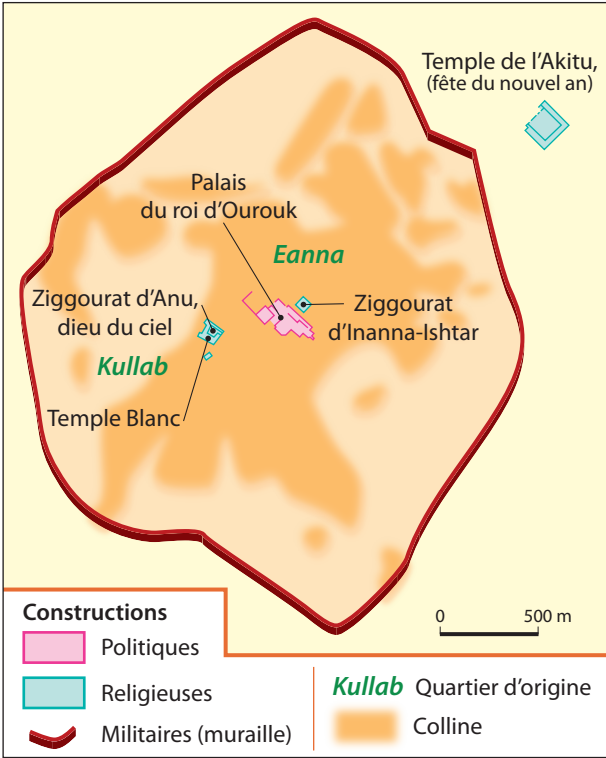 Temple de l'Akitu,
(fête du nouvel an)
Palais
du roi d'Ourouk
Eanna
Ziggourat d'Anu,
dieu du ciel
Ziggourat
d'Inanna-Ishtar
Kullab
Temple Blanc
Constructions
Politiques
Religieuses
Militaires (muraille)
0 500 m
Kullab Quartier d'origine
Colline